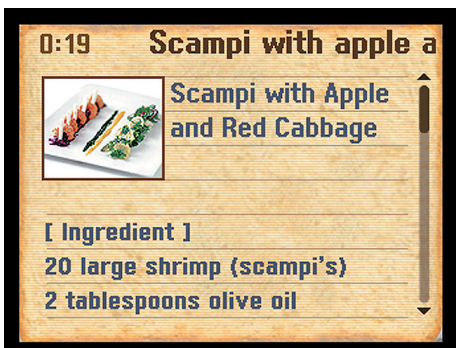 0:19
Scampi with apple a
Scampi with Apple
and Red Cabbage
[ Ingredient ]
20 large shrimp (scampi's)
2 tablespoons olive oil